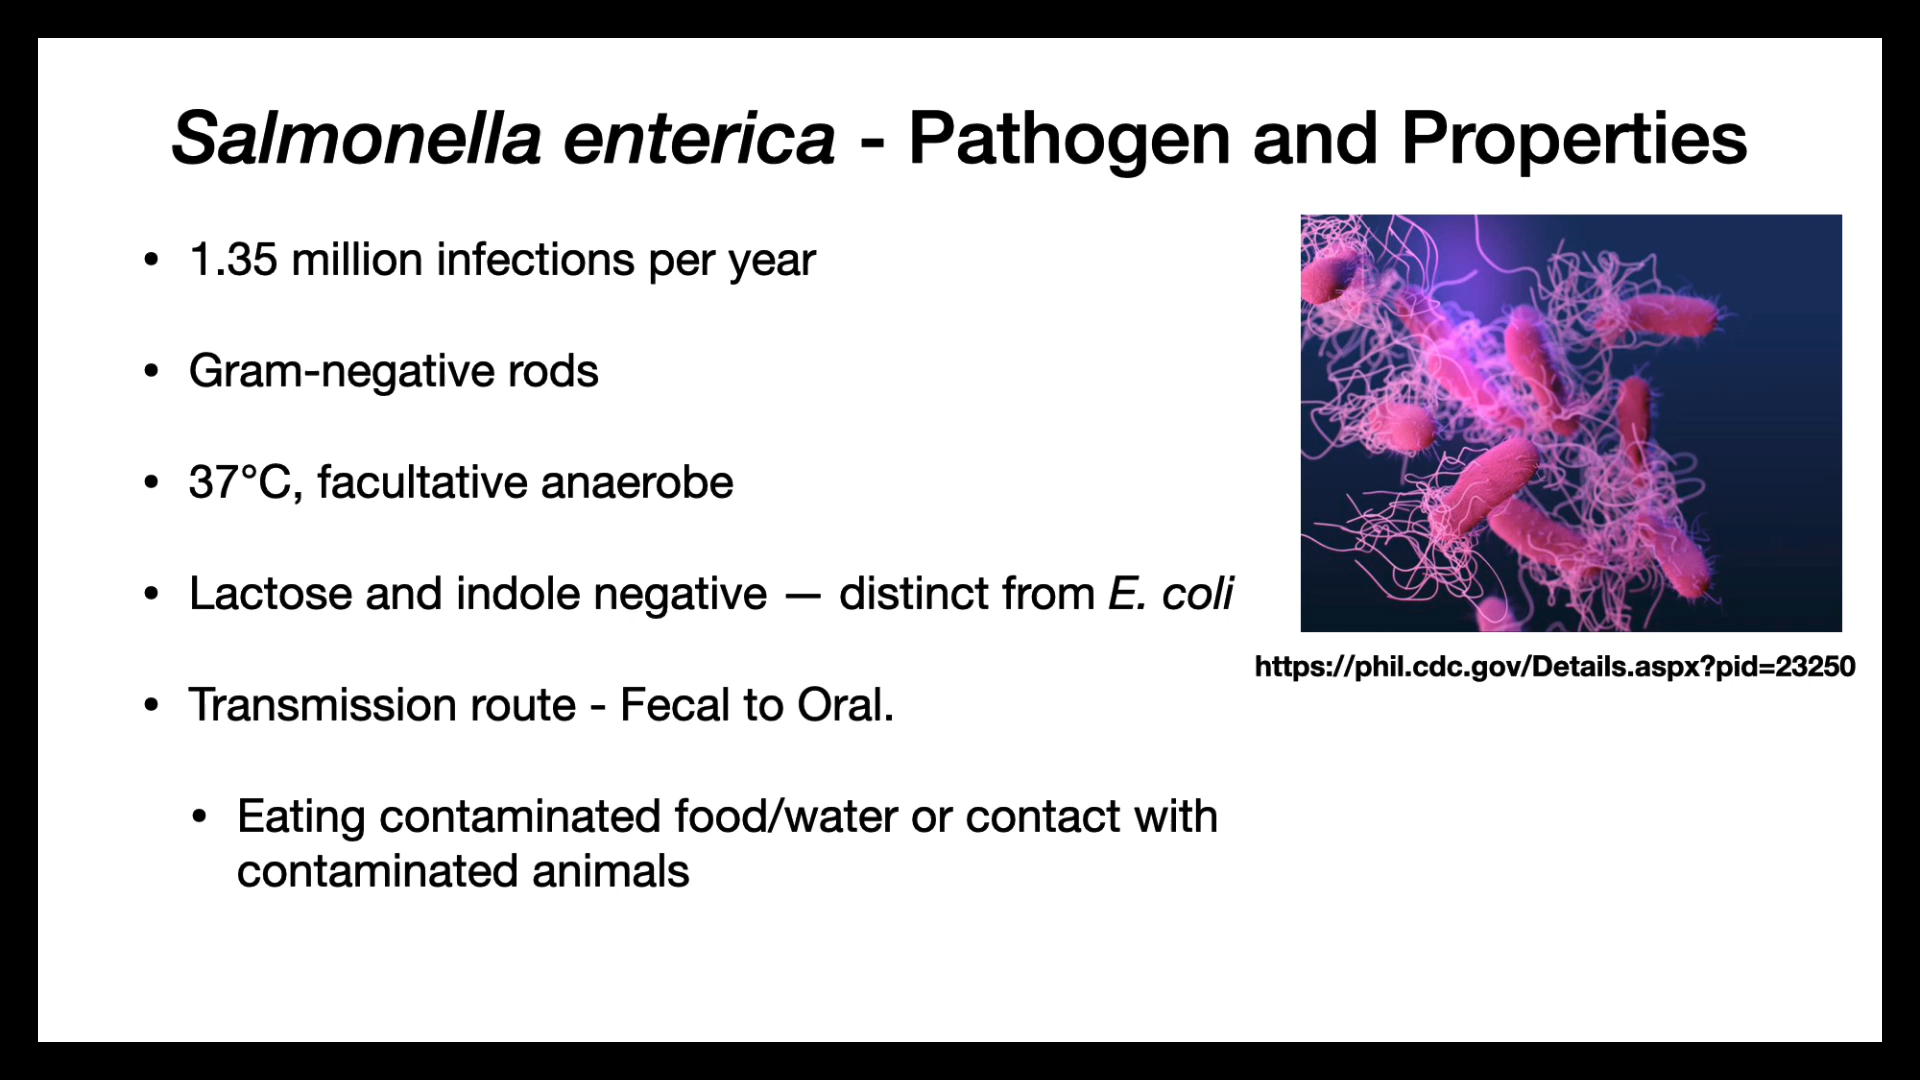 Salmonella enterica - Pathogen and Properties
• 1.35 million infections per year
• Gram-negative rods
• 37°C, facultative anaerobe
• Lactose and indole negative — distinct from E. coli
• Transmission route - Fecal to Oral.
• Eating contaminated food/water or contact with
contaminated animals
https://phil.cdc.gov/Details.aspx?pid=23250